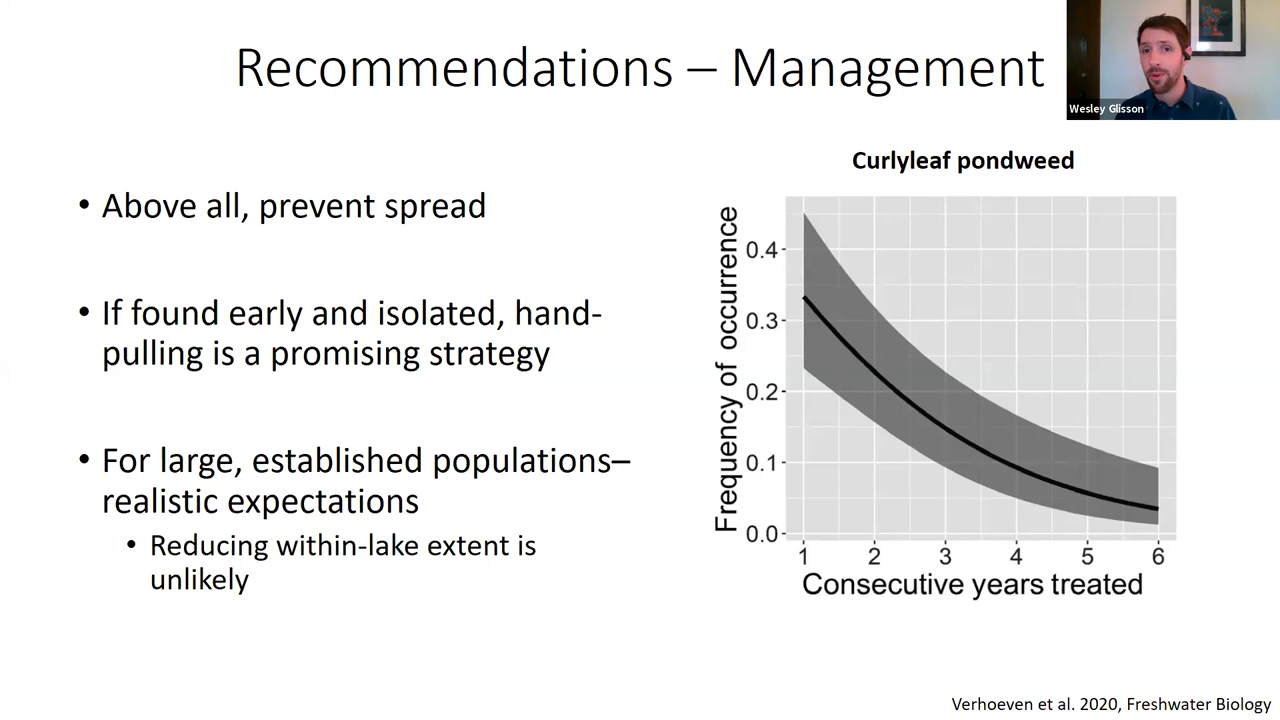 Recommendations – Management
Wesley Glisson
• Above all, prevent spread
• If found early and isolated, hand-
pulling is a promising strategy
• For large, established populations–
realistic expectations
• Reducing within-lake extent is
unlikely
Curlyleaf pondweed
Frequency of occurrence
0.4
0.3
0.2
0.1
0.0
1 2 3 4 5 6
Consecutive years treated
Verhoeven et al. 2020, Freshwater Biology